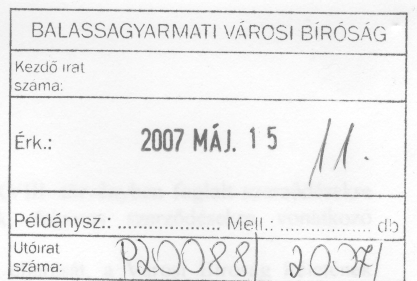 BALASSAGYARMATI VÁROSI BÍRÓSÁG
Kezdő irat
száma:
Érk.: 2007 MÁJ. 15 11.
Példánysz.: .................... Mell.: .................... db
Utóirat
száma: P20088/ 2007/